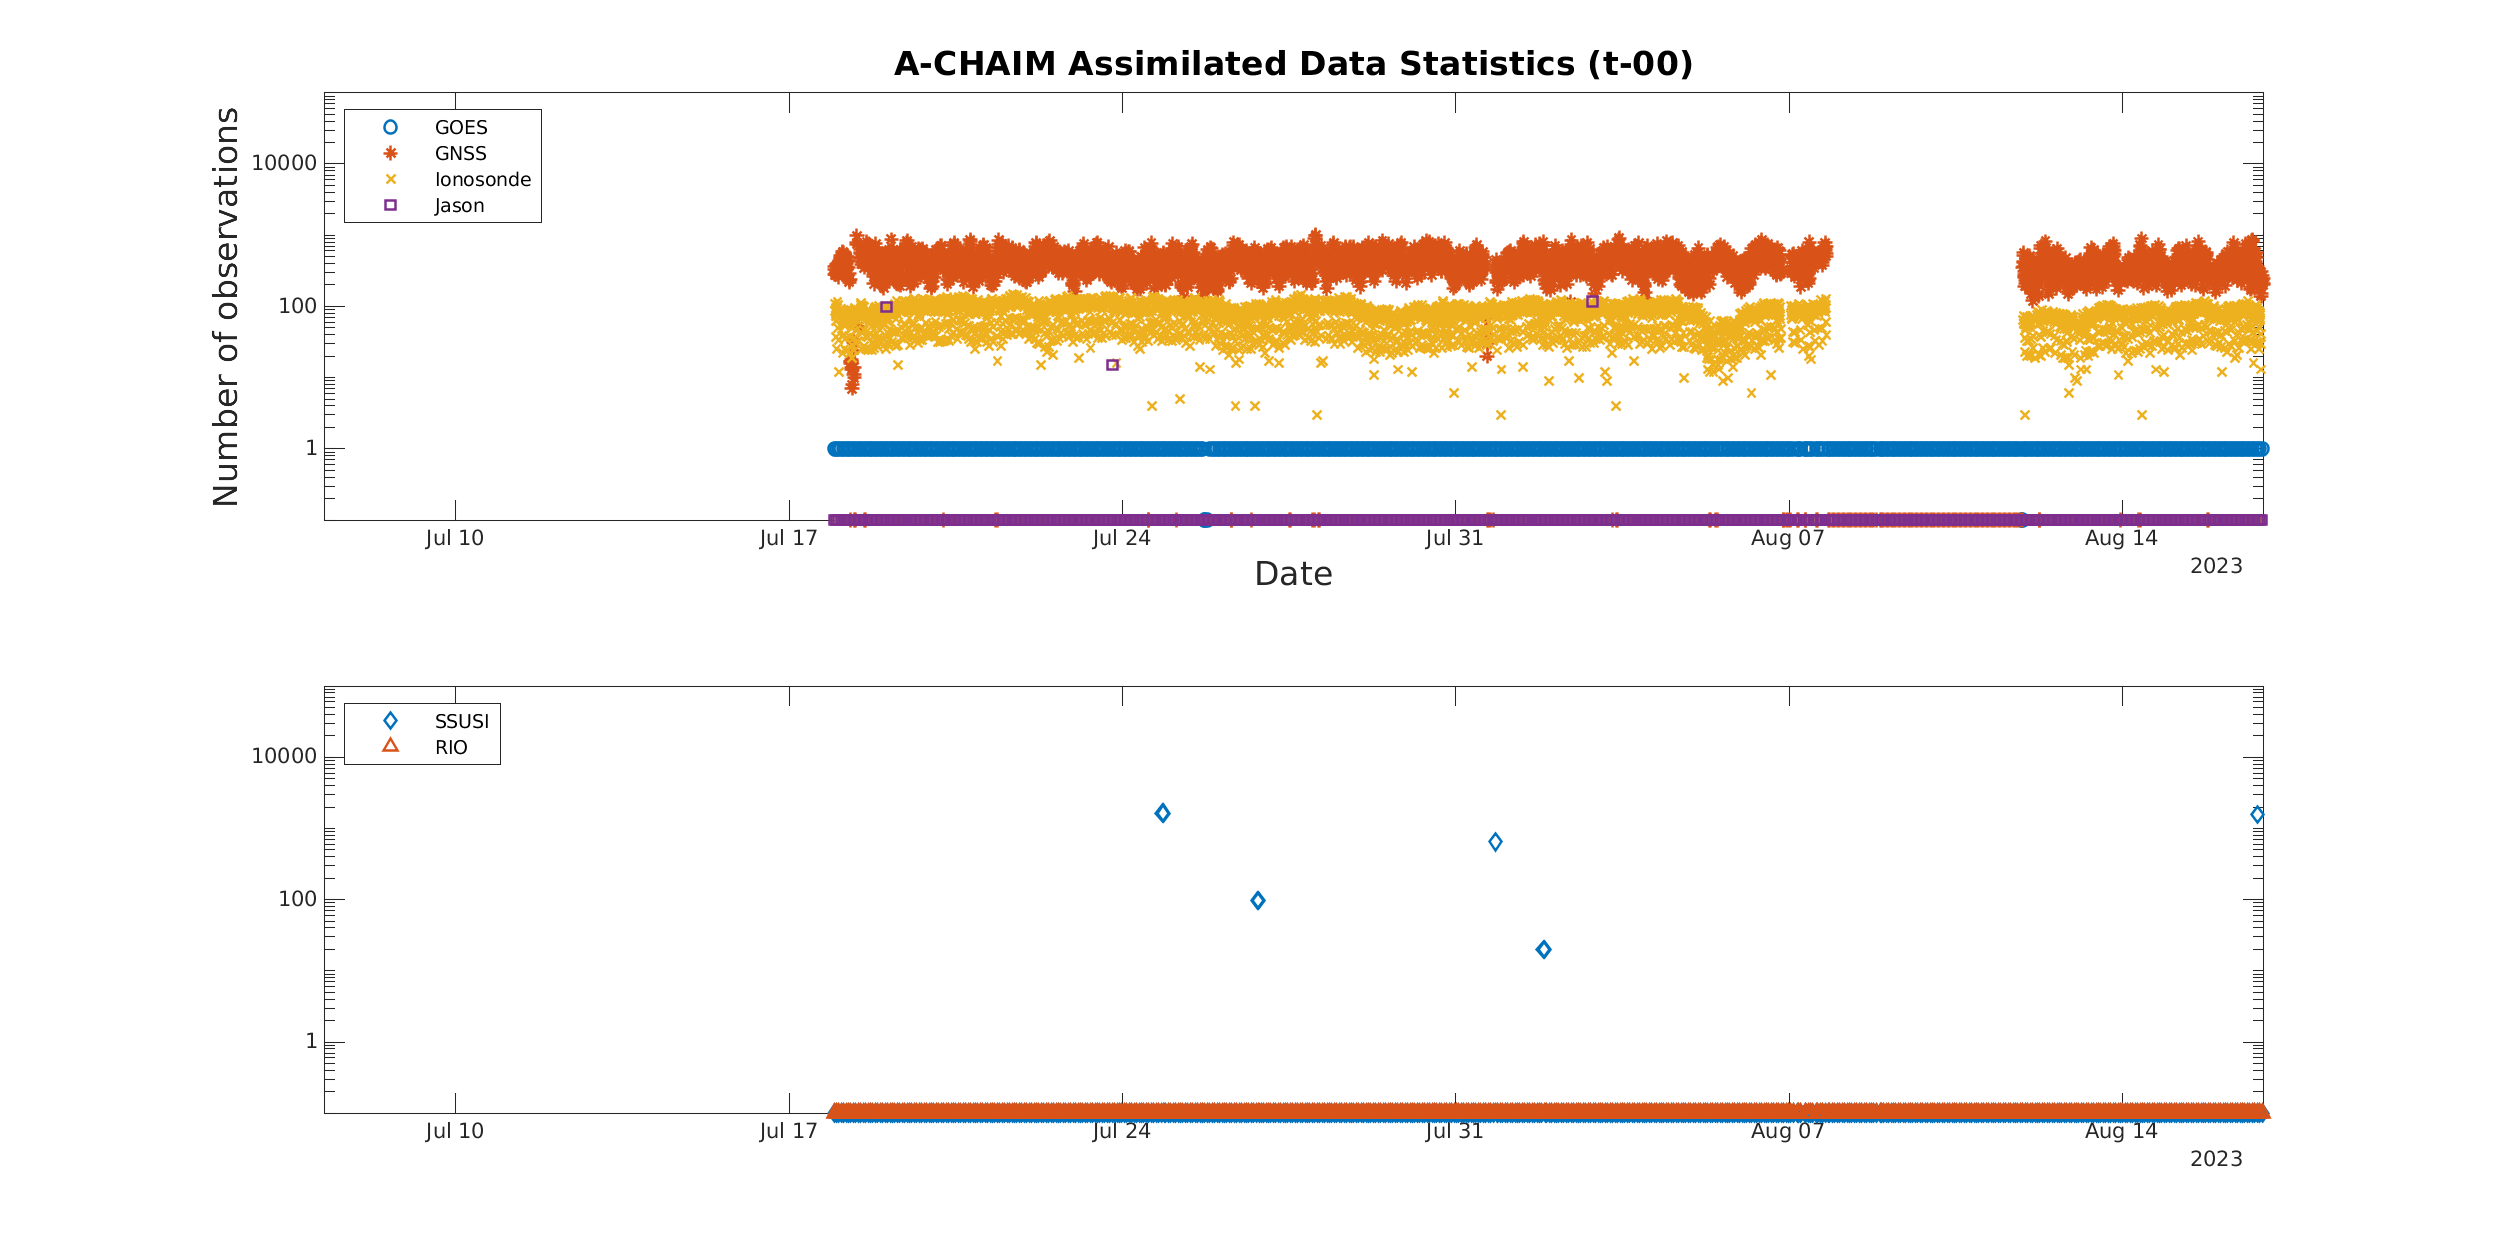 A-CHAIM Assimilated Data Statistics (t-00)
GOES
GNSS
Ionosonde
Jason
Number of observations
10000
100
1
Jul 10
Jul 17
Jul 24
Jul 31
Aug 07
Aug 14
2023
Date
SSUSI
RIO
10000
100
1
Jul 10
Jul 17
Jul 24
Jul 31
Aug 07
Aug 14
2023